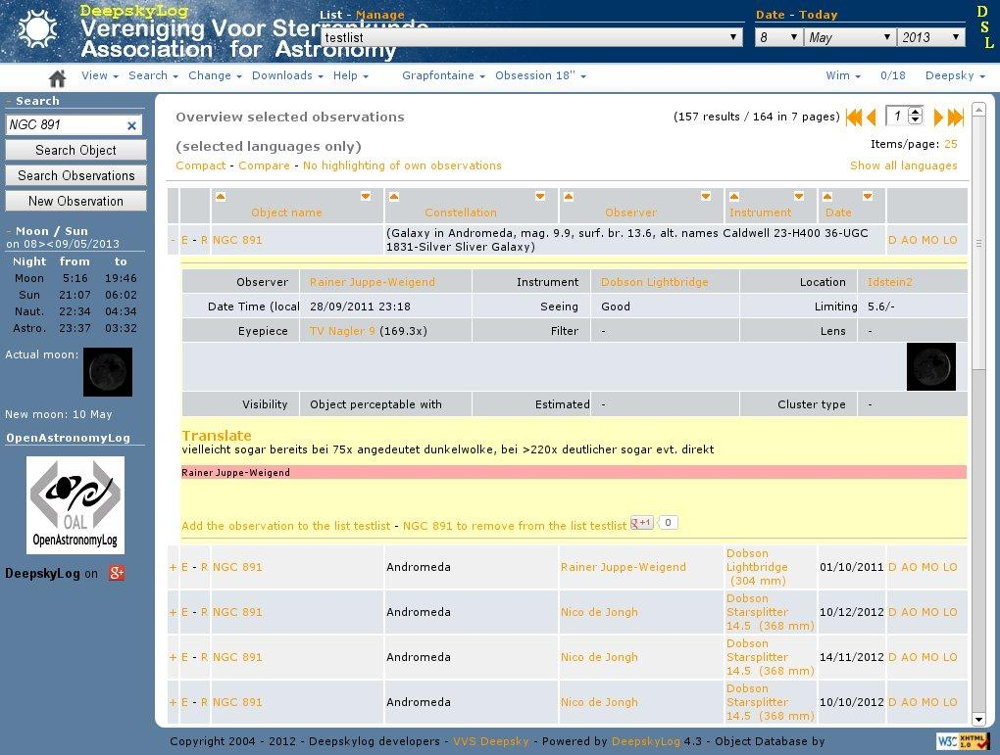 DeepskyLog
Vereniging Voor Sterrenkunde
Association for Astronomy
List - Manage
testlist
Date - Today
8 May 2013
D
S
L
View Search Change Downloads Help Grapfontaine Obsession 18" Wim 0/18 Deepsky
- Search
NGC 891 x
Search Object
Search Observations
New Observation
- Moon / Sun
on 08><09/05/2013
Night from to
Moon 5:16 19:46
Sun 21:07 06:02
Naut. 22:34 04:34
Astro. 23:37 03:32
Actual moon:
New moon: 10 May
OpenAstronomyLog
OAL
OpenAstronomyLog
DeepskyLog on g+
Overview selected observations
(157 results / 164 in 7 pages) 1
(selected languages only)
Items/page: 25
Compact - Compare - No highlighting of own observations
Show all languages
Object name Constellation Observer Instrument Date
- E - R NGC 891 (Galaxy in Andromeda, mag. 9.9, surf. br. 13.6, alt. names Caldwell 23-H400 36-UGC D AO MO LO
1831-Silver Sliver Galaxy)
Observer Rainer Juppe-Weigend Instrument Dobson Lightbridge Location Idstein2
Date Time (local 28/09/2011 23:18 Seeing Good Limiting 5.6/-
Eyepiece TV Nagler 9 (169.3x) Filter - Lens -
Visibility Object perceptable with Estimated - Cluster type -
Translate
vielleicht sogar bereits bei 75x angedeutet dunkelwolke, bei >220x deutlicher sogar evt. direkt
Rainer Juppe-Weigend
Add the observation to the list testlist - NGC 891 to remove from the list testlist g+1 0
+ E - R NGC 891 Andromeda Rainer Juppe-Weigend Dobson Lightbridge (304 mm) 01/10/2011 D AO MO LO
+ E - R NGC 891 Andromeda Nico de Jongh Dobson Starsplitter 14.5 (368 mm) 10/12/2012 D AO MO LO
+ E - R NGC 891 Andromeda Nico de Jongh Dobson Starsplitter 14.5 (368 mm) 14/11/2012 D AO MO LO
+ E - R NGC 891 Andromeda Nico de Jongh Dobson Starsplitter 14.5 (368 mm) 10/10/2012 D AO MO LO
Copyright 2004 - 2012 - Deepskylog developers - VVS Deepsky - Powered by DeepskyLog 4.3 - Object Database by
W3C XHTML 1.0